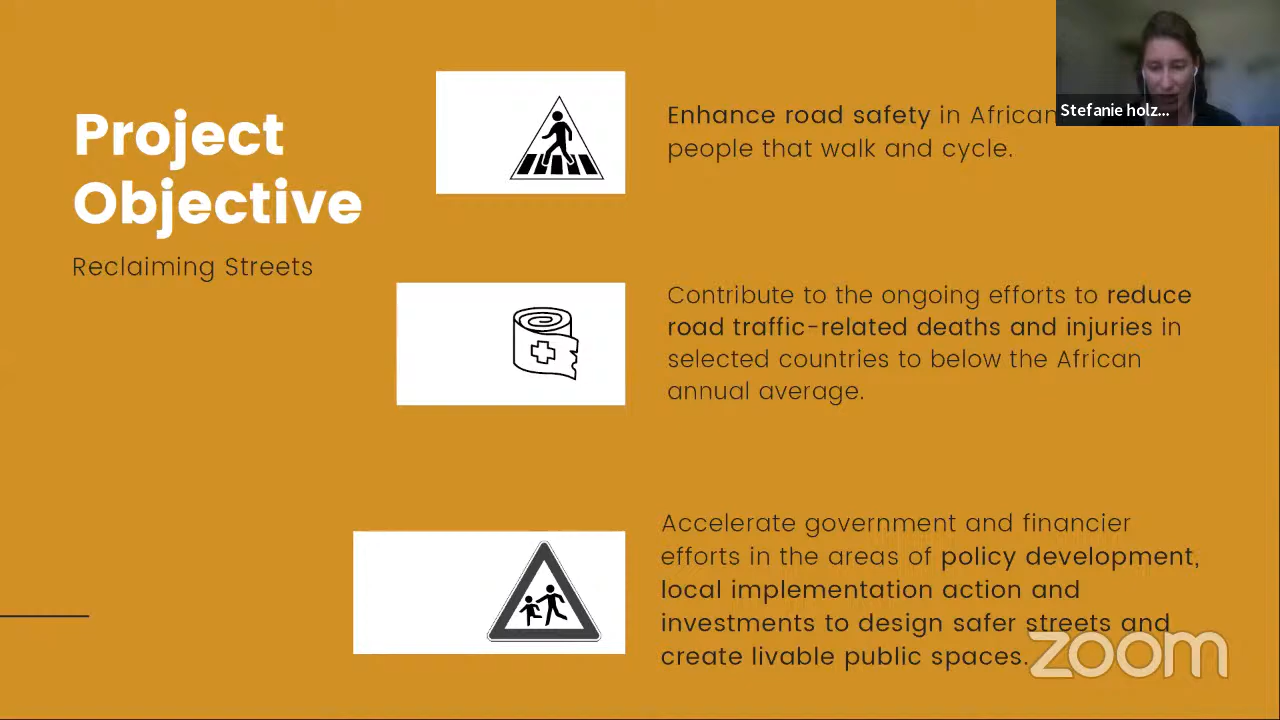 Project
Objective
Reclaiming Streets
Enhance road safety in African
people that walk and cycle.
Contribute to the ongoing efforts to reduce
road traffic-related deaths and injuries in
selected countries to below the African
annual average.
Accelerate government and financier
efforts in the areas of policy development,
local implementation action and
investments to design safer streets and
create livable public spaces.
Stefanie holz...
zoom